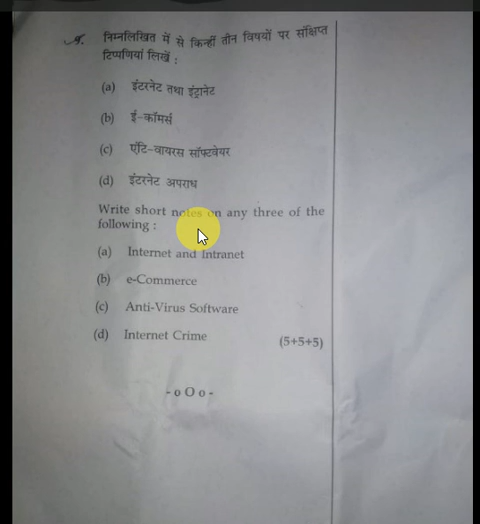 9. निम्नलिखित में से किन्हीं तीन विषयों पर संक्षिप्त
टिप्पणियां लिखें :
(a) इंटरनेट तथा इंट्रानेट
(b) ई-कॉमर्स
(c) एंटि-वायरस सॉफ्टवेयर
(d) इंटरनेट अपराध
Write short notes on any three of the
following :
(a) Internet and Intranet
(b) e-Commerce
(c) Anti-Virus Software
(d) Internet Crime
(5+5+5)
- o O o -